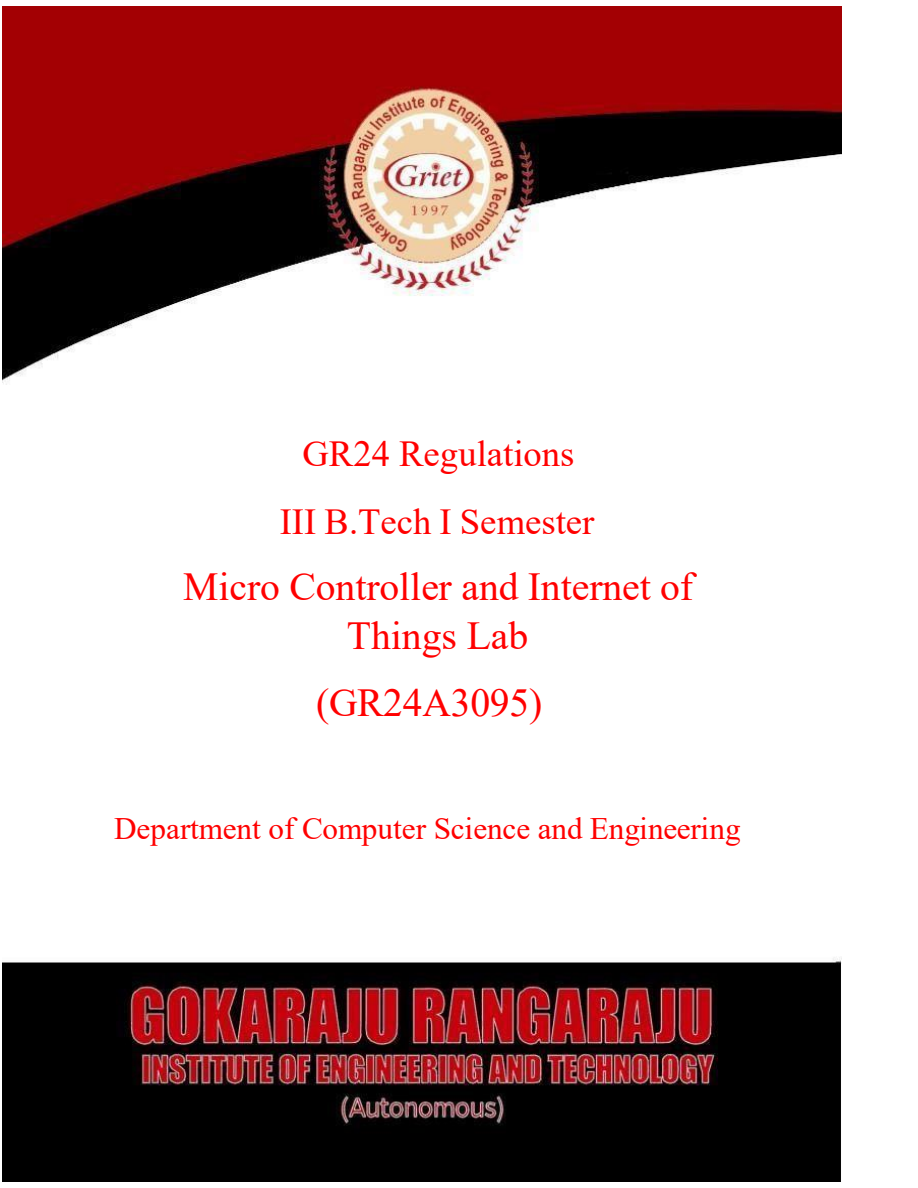 Gokaraju Rangaraju Institute of Engineering & Technology
Griet
1997
GR24 Regulations
III B.Tech I Semester
Micro Controller and Internet of
Things Lab
(GR24A3095)
Department of Computer Science and Engineering
GOKARAJU RANGARAJU
INSTITUTE OF ENGINEERING AND TECHNOLOGY
(Autonomous)